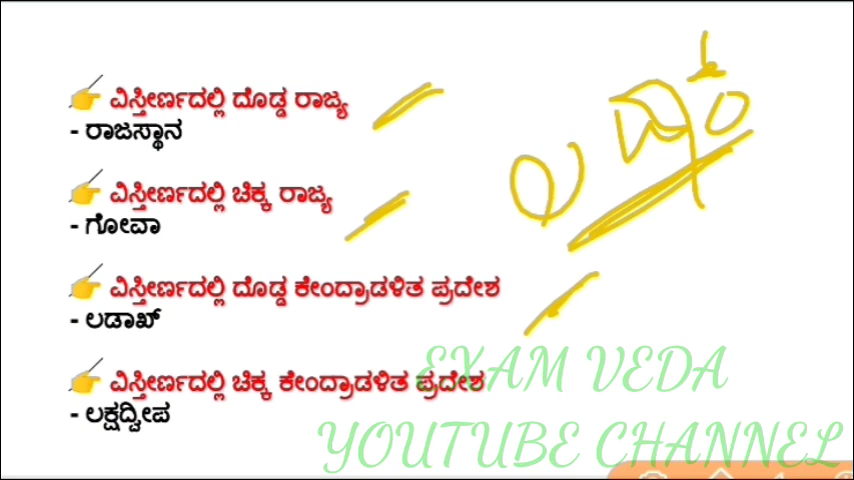 ವಿಸ್ತೀರ್ಣದಲ್ಲಿ ದೊಡ್ಡ ರಾಜ್ಯ
- ರಾಜಸ್ಥಾನ
ವಿಸ್ತೀರ್ಣದಲ್ಲಿ ಚಿಕ್ಕ ರಾಜ್ಯ
- ಗೋವಾ
ವಿಸ್ತೀರ್ಣದಲ್ಲಿ ದೊಡ್ಡ ಕೇಂದ್ರಾಡಳಿತ ಪ್ರದೇಶ
- ಲಡಾಖ್
ವಿಸ್ತೀರ್ಣದಲ್ಲಿ ಚಿಕ್ಕ ಕೇಂದ್ರಾಡಳಿತ ಪ್ರದೇಶ
- ಲಕ್ಷದ್ವೀಪ
EXAM VEDA
YOUTUBE CHANNEL